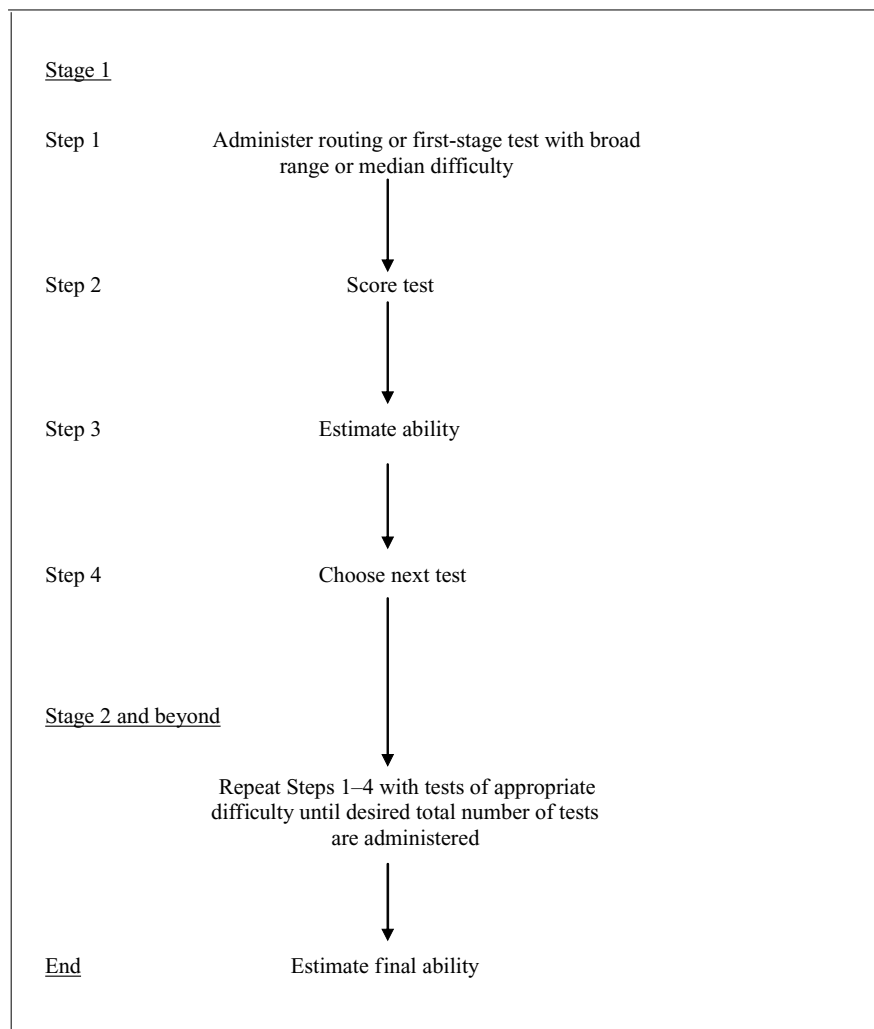 Stage 1
Step 1 Administer routing or first-stage test with broad
range or median difficulty
Step 2 Score test
Step 3 Estimate ability
Step 4 Choose next test
Stage 2 and beyond
Repeat Steps 1–4 with tests of appropriate
difficulty until desired total number of tests
are administered
End Estimate final ability